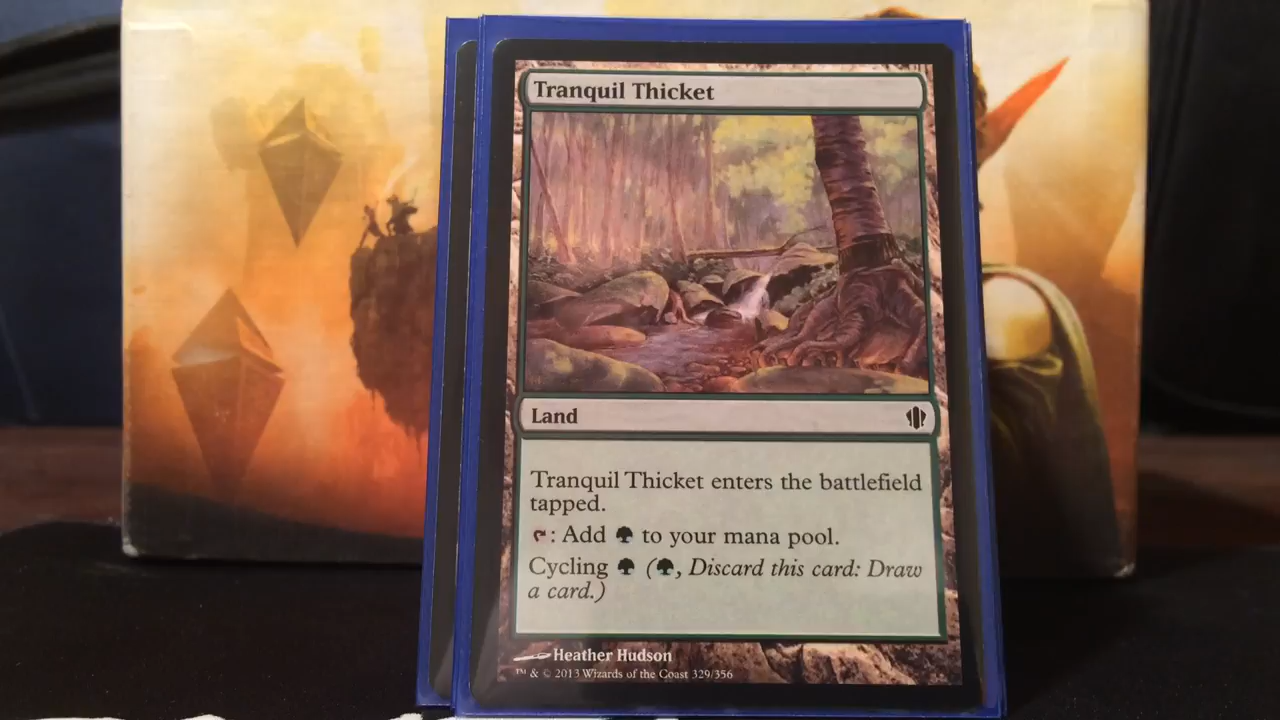 Tranquil Thicket
Land
Tranquil Thicket enters the battlefield
tapped.
: Add to your mana pool.
Cycling ( , Discard this card: Draw
a card.)
Heather Hudson
™ & © 2013 Wizards of the Coast 329/356